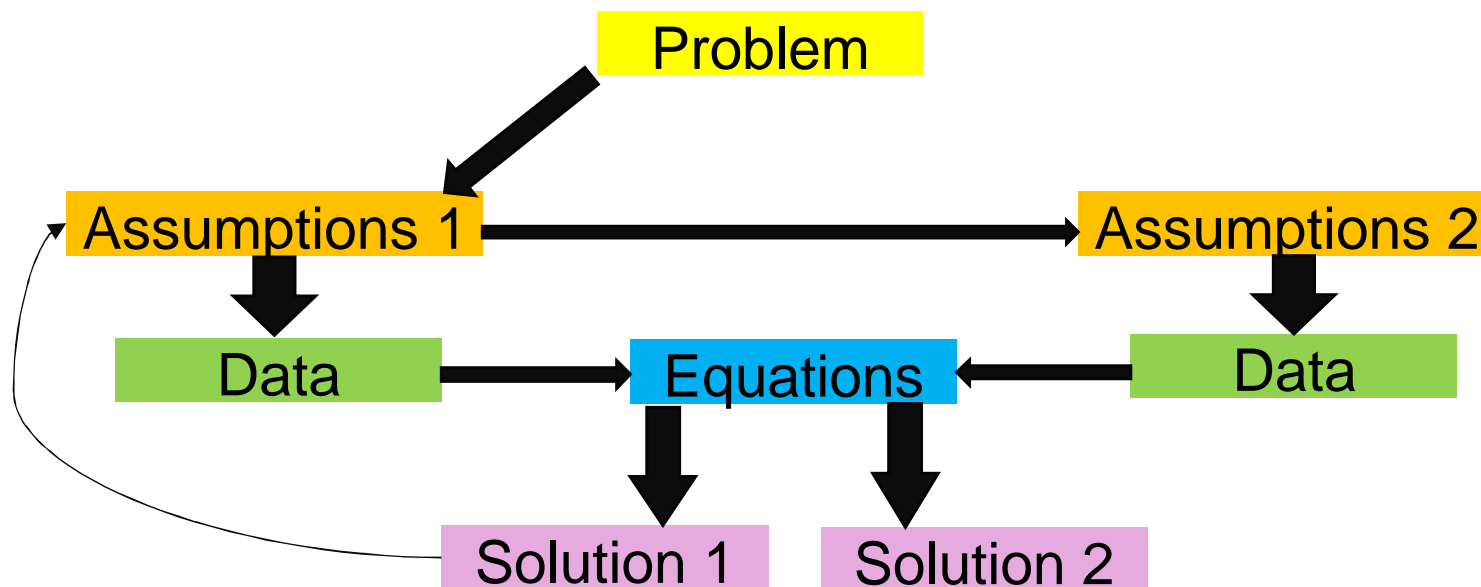 Problem
Assumptions 1
Assumptions 2
Data
Equations
Data
Solution 1
Solution 2